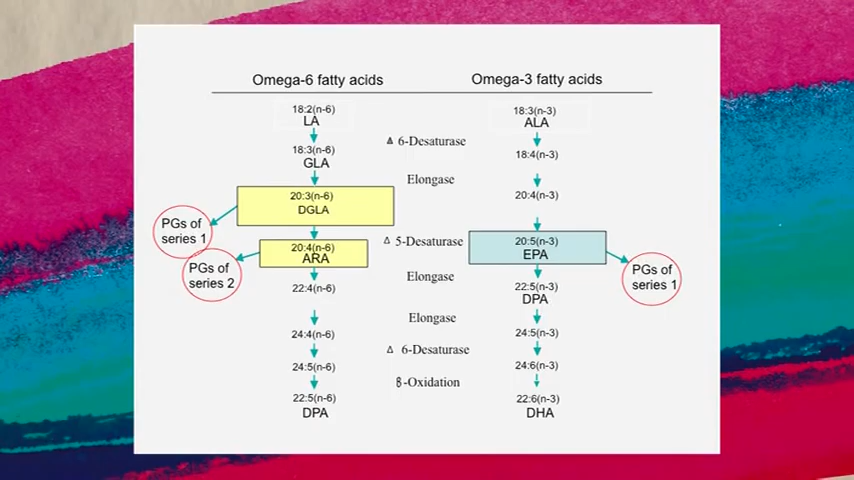 Omega-6 fatty acids
Omega-3 fatty acids
18:2(n-6)
LA
18:3(n-3)
ALA
Δ 6-Desaturase
18:3(n-6)
GLA
18:4(n-3)
Elongase
20:3(n-6)
DGLA
20:4(n-3)
PGs of
series 1
Δ 5-Desaturase
20:4(n-6)
ARA
20:5(n-3)
EPA
PGs of
series 2
PGs of
series 1
Elongase
22:4(n-6)
22:5(n-3)
DPA
Elongase
24:4(n-6)
24:5(n-3)
Δ 6-Desaturase
24:5(n-6)
24:6(n-3)
β-Oxidation
22:5(n-6)
DPA
22:6(n-3)
DHA